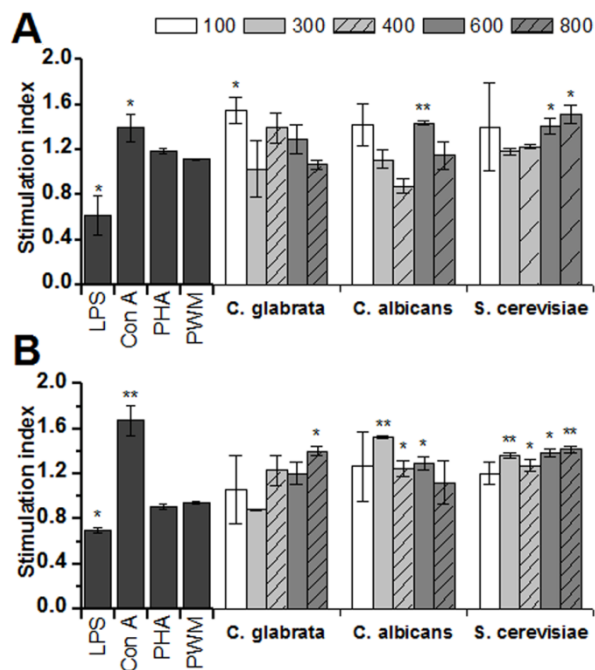 A
100 300 400 600 800
Stimulation index
2.0
1.6
1.2
0.8
0.4
0.0
* * * ** * *
LPS Con A PHA PWM C. glabrata C. albicans S. cerevisiae
B
Stimulation index
2.0
1.6
1.2
0.8
0.4
0.0
* ** * ** * * ** * * **
LPS Con A PHA PWM C. glabrata C. albicans S. cerevisiae